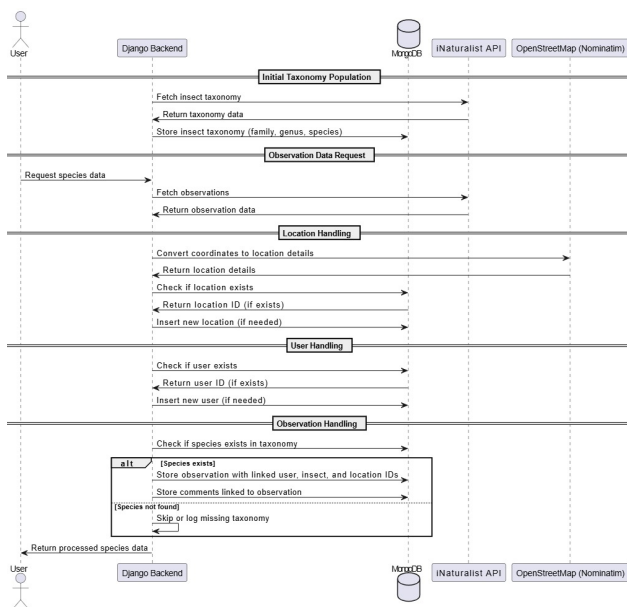 User
Django Backend
MongoDB
iNaturalist API
OpenStreetMap (Nominatim)
Initial Taxonomy Population
Fetch insect taxonomy
Return taxonomy data
Store insect taxonomy (family, genus, species)
Observation Data Request
Request species data
Fetch observations
Return observation data
Location Handling
Convert coordinates to location details
Return location details
Check if location exists
Return location ID (if exists)
Insert new location (if needed)
User Handling
Check if user exists
Return user ID (if exists)
Insert new user (if needed)
Observation Handling
Check if species exists in taxonomy
alt
[Species exists]
Store observation with linked user, insect, and location IDs
Store comments linked to observation
[Species not found]
Skip or log missing taxonomy
Return processed species data
User
Django Backend
MongoDB
iNaturalist API
OpenStreetMap (Nominatim)